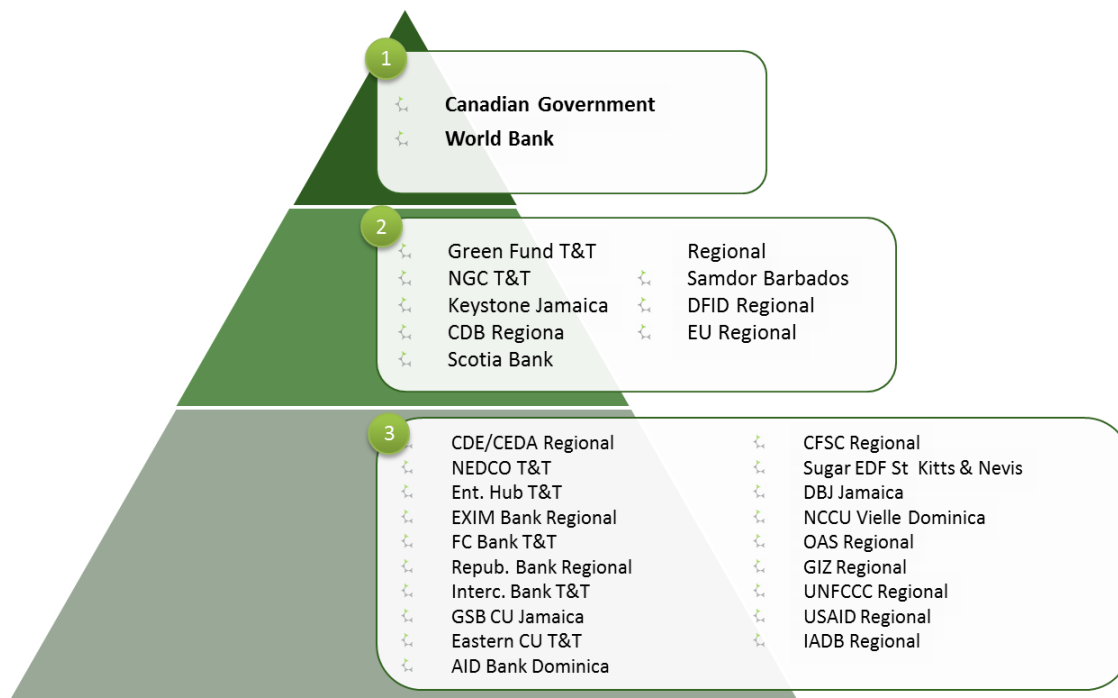 1
Canadian Government
World Bank
2
Green Fund T&T
NGC T&T
Keystone Jamaica
CDB Regiona
Scotia Bank
Regional
Samdor Barbados
DFID Regional
EU Regional
3
CDE/CEDA Regional
NEDCO T&T
Ent. Hub T&T
EXIM Bank Regional
FC Bank T&T
Repub. Bank Regional
Interc. Bank T&T
GSB CU Jamaica
Eastern CU T&T
AID Bank Dominica
CFSC Regional
Sugar EDF St Kitts & Nevis
DBJ Jamaica
NCCU Vielle Dominica
OAS Regional
GIZ Regional
UNFCCC Regional
USAID Regional
IADB Regional